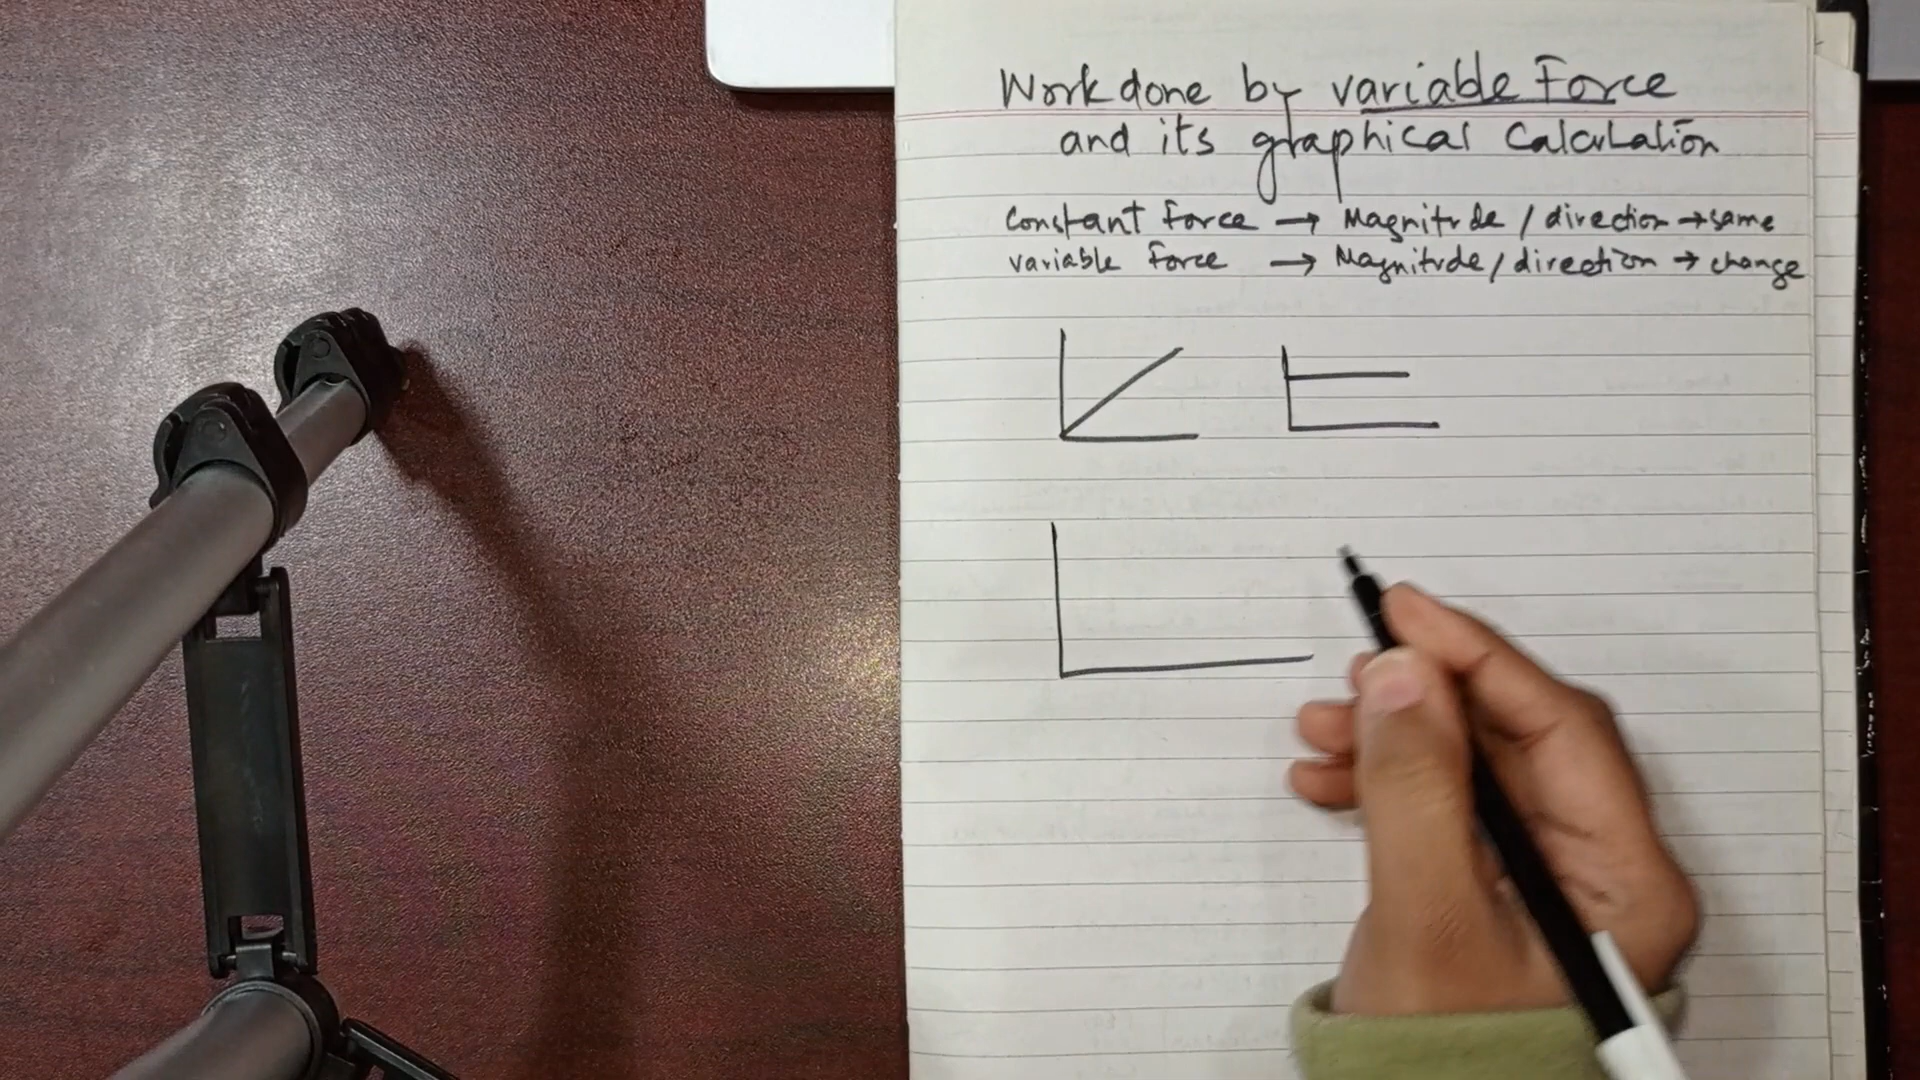 Work done by variable Force
and its graphical Calculation
Constant Force → Magnitude / direction → same
variable Force → Magnitude / direction → change